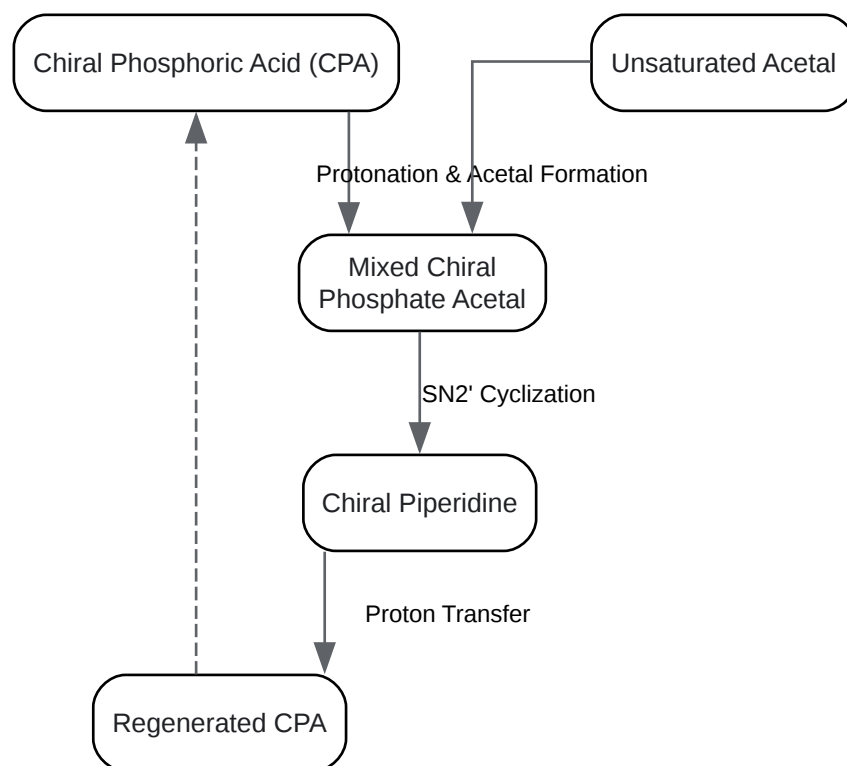 Chiral Phosphoric Acid (CPA)
Unsaturated Acetal
Protonation & Acetal Formation
Mixed Chiral
Phosphate Acetal
SN2' Cyclization
Chiral Piperidine
Proton Transfer
Regenerated CPA